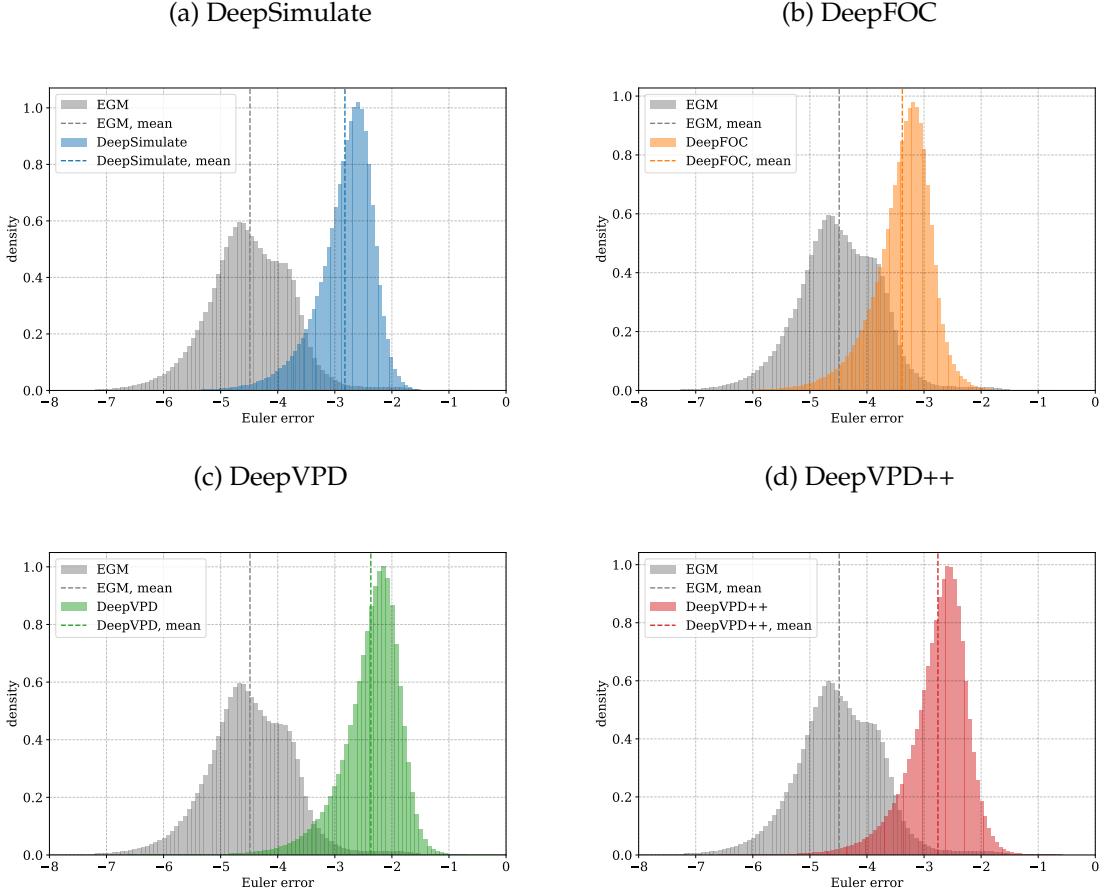 (a) DeepSimulate
EGM
EGM, mean
DeepSimulate
DeepSimulate, mean
1.0
0.8
0.6
0.4
0.2
0.0
density
−8 −7 −6 −5 −4 −3 −2 −1 0
Euler error
(b) DeepFOC
EGM
EGM, mean
DeepFOC
DeepFOC, mean
1.0
0.8
0.6
0.4
0.2
0.0
density
−8 −7 −6 −5 −4 −3 −2 −1 0
Euler error
(c) DeepVPD
EGM
EGM, mean
DeepVPD
DeepVPD, mean
1.0
0.8
0.6
0.4
0.2
0.0
density
−8 −7 −6 −5 −4 −3 −2 −1 0
Euler error
(d) DeepVPD++
EGM
EGM, mean
DeepVPD++
DeepVPD++, mean
1.0
0.8
0.6
0.4
0.2
0.0
density
−8 −7 −6 −5 −4 −3 −2 −1 0
Euler error